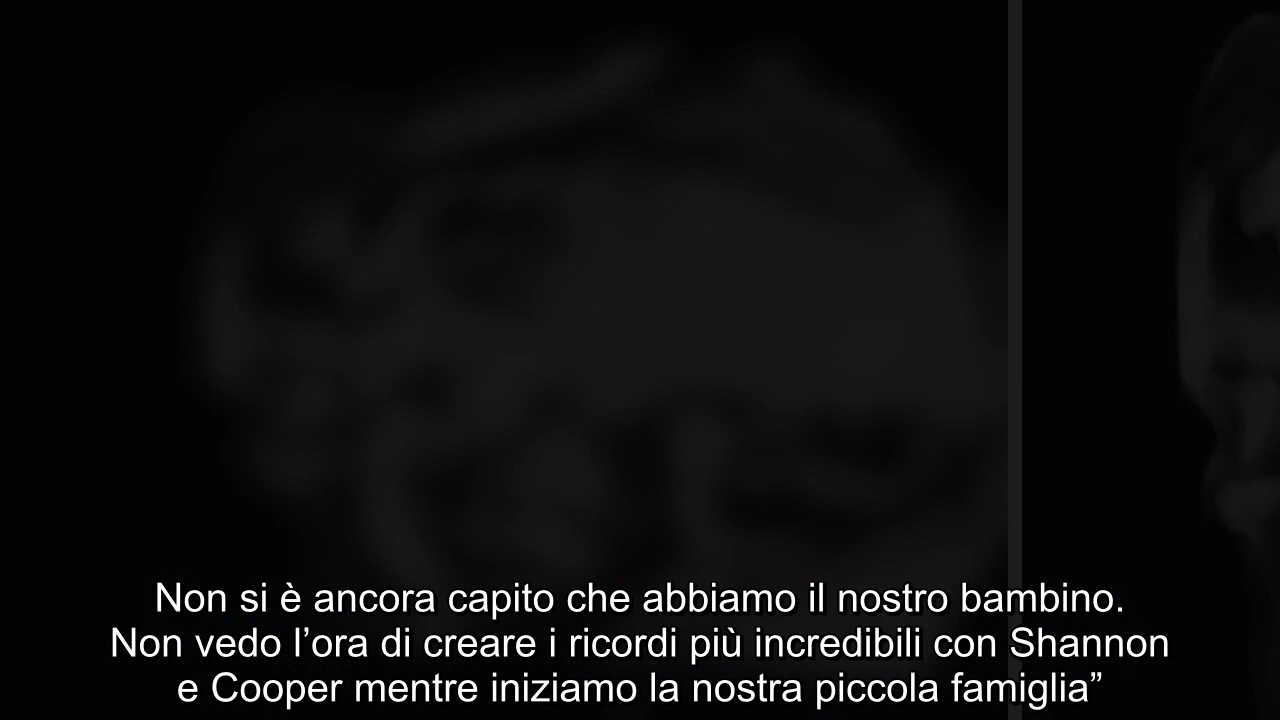 Non si è ancora capito che abbiamo il nostro bambino.
Non vedo l’ora di creare i ricordi più incredibili con Shannon
e Cooper mentre iniziamo la nostra piccola famiglia”